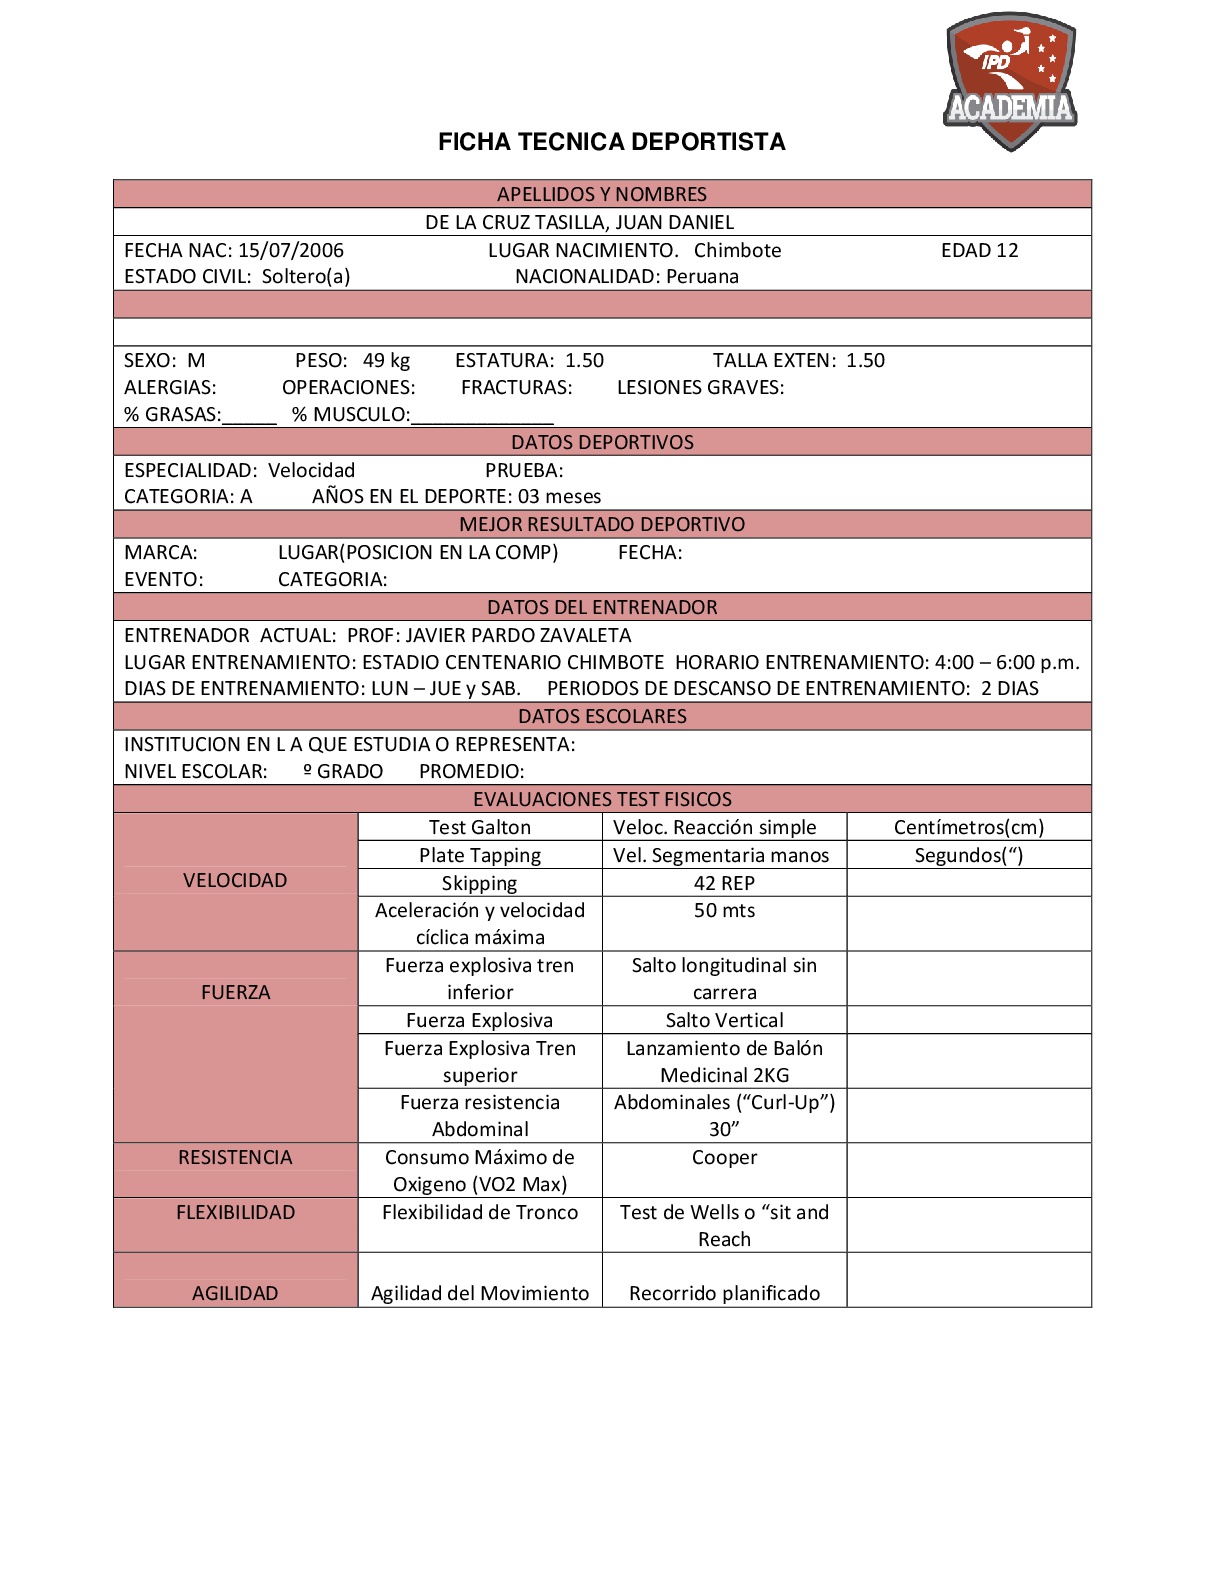 IPD
ACADEMIA
FICHA TECNICA DEPORTISTA
APELLIDOS Y NOMBRES
DE LA CRUZ TASILLA, JUAN DANIEL
FECHA NAC: 15/07/2006 LUGAR NACIMIENTO. Chimbote EDAD 12
ESTADO CIVIL: Soltero(a) NACIONALIDAD: Peruana
SEXO: M PESO: 49 kg ESTATURA: 1.50 TALLA EXTEN: 1.50
ALERGIAS: OPERACIONES: FRACTURAS: LESIONES GRAVES:
% GRASAS:_____ % MUSCULO:_____________
DATOS DEPORTIVOS
ESPECIALIDAD: Velocidad PRUEBA:
CATEGORIA: A AÑOS EN EL DEPORTE: 03 meses
MEJOR RESULTADO DEPORTIVO
MARCA: LUGAR(POSICION EN LA COMP) FECHA:
EVENTO: CATEGORIA:
DATOS DEL ENTRENADOR
ENTRENADOR ACTUAL: PROF: JAVIER PARDO ZAVALETA
LUGAR ENTRENAMIENTO: ESTADIO CENTENARIO CHIMBOTE HORARIO ENTRENAMIENTO: 4:00 – 6:00 p.m.
DIAS DE ENTRENAMIENTO: LUN – JUE y SAB. PERIODOS DE DESCANSO DE ENTRENAMIENTO: 2 DIAS
DATOS ESCOLARES
INSTITUCION EN L A QUE ESTUDIA O REPRESENTA:
NIVEL ESCOLAR: º GRADO PROMEDIO:
EVALUACIONES TEST FISICOS
VELOCIDAD
Test Galton
Veloc. Reacción simple
Centímetros(cm)
Plate Tapping
Vel. Segmentaria manos
Segundos(“)
Skipping
42 REP
Aceleración y velocidad
cíclica máxima
50 mts
FUERZA
Fuerza explosiva tren
inferior
Salto longitudinal sin
carrera
Fuerza Explosiva
Salto Vertical
Fuerza Explosiva Tren
superior
Lanzamiento de Balón
Medicinal 2KG
Fuerza resistencia
Abdominal
Abdominales (“Curl-Up”)
30”
RESISTENCIA
Consumo Máximo de
Oxigeno (VO2 Max)
Cooper
FLEXIBILIDAD
Flexibilidad de Tronco
Test de Wells o “sit and
Reach
AGILIDAD
Agilidad del Movimiento
Recorrido planificado